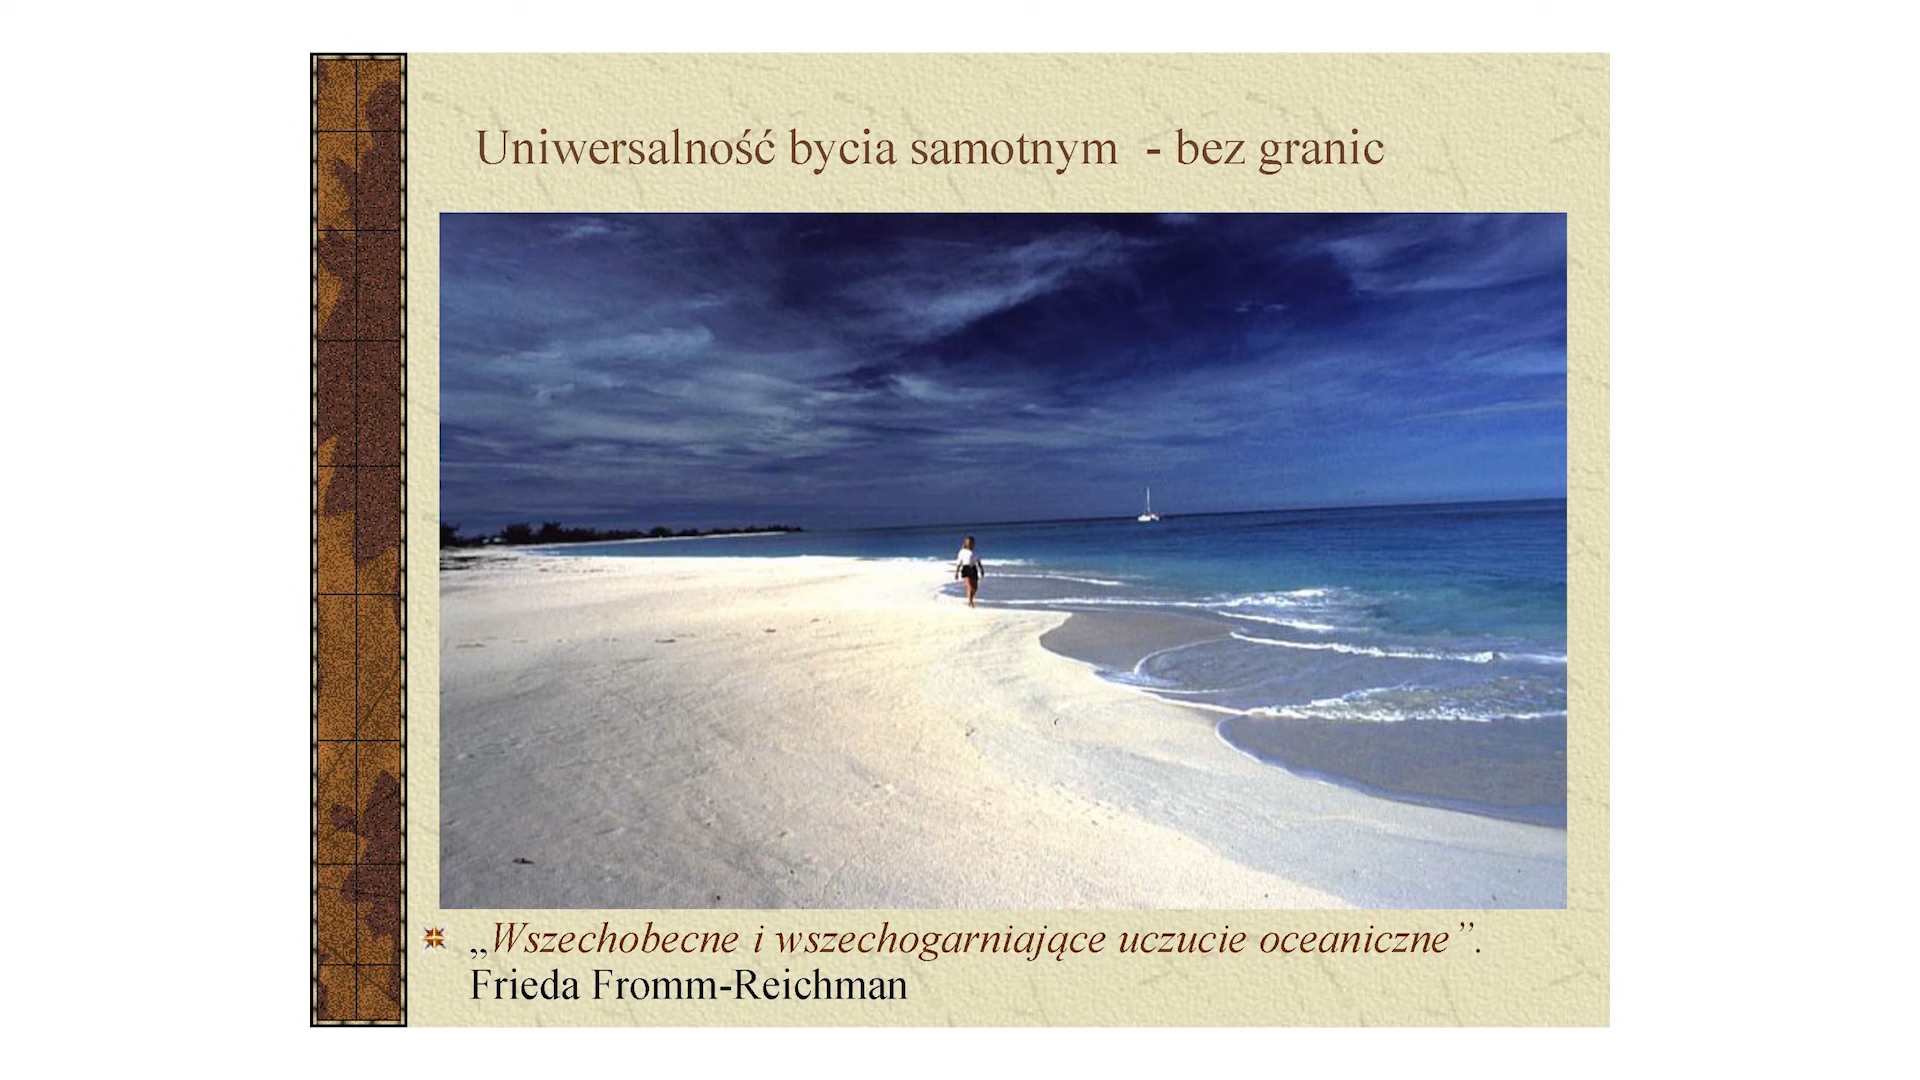 Uniwersalność bycia samotnym - bez granic
„Wszechobecne i wszechogarniające uczucie oceaniczne”.
Frieda Fromm-Reichman